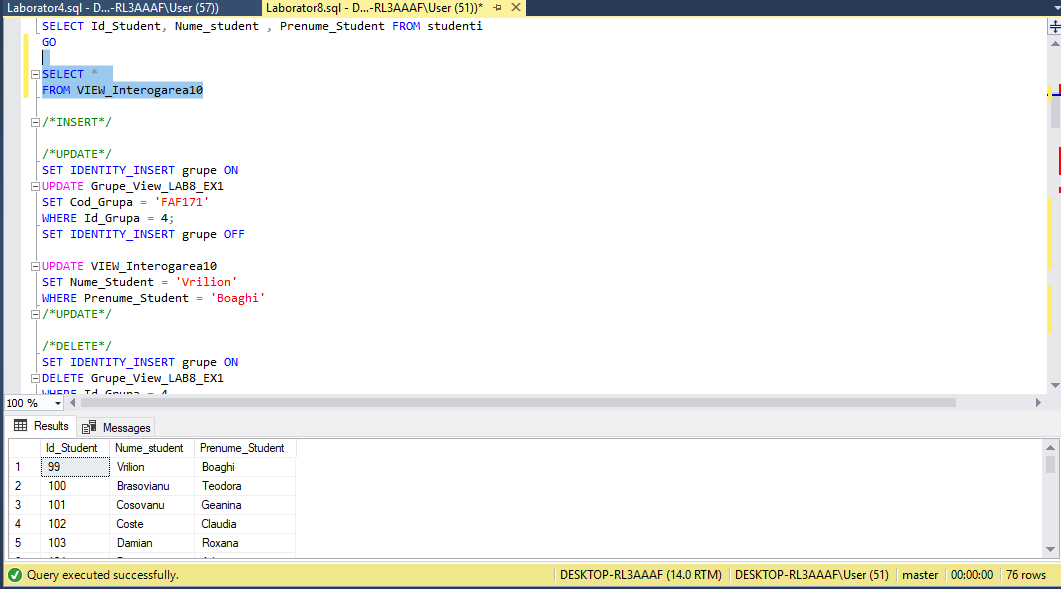 Laborator4.sql - D...-RL3AAAF\User (57))
Laborator8.sql - D...-RL3AAAF\User (51))*
SELECT Id_Student, Nume_student , Prenume_Student FROM studenti
GO
SELECT *
FROM VIEW_Interogarea10
/*INSERT*/
/*UPDATE*/
SET IDENTITY_INSERT grupe ON
UPDATE Grupe_View_LAB8_EX1
SET Cod_Grupa = 'FAF171'
WHERE Id_Grupa = 4;
SET IDENTITY_INSERT grupe OFF
UPDATE VIEW_Interogarea10
SET Nume_Student = 'Vrilion'
WHERE Prenume_Student = 'Boaghi'
/*UPDATE*/
/*DELETE*/
SET IDENTITY_INSERT grupe ON
DELETE Grupe_View_LAB8_EX1
WHERE Id_Grupa = 4
100 %
Results Messages
Id_Student Nume_student Prenume_Student
1 99 Vrilion Boaghi
2 100 Brasovianu Teodora
3 101 Cosovanu Geanina
4 102 Coste Claudia
5 103 Damian Roxana
Query executed successfully. DESKTOP-RL3AAAF (14.0 RTM) DESKTOP-RL3AAAF\User (51) master 00:00:00 76 rows